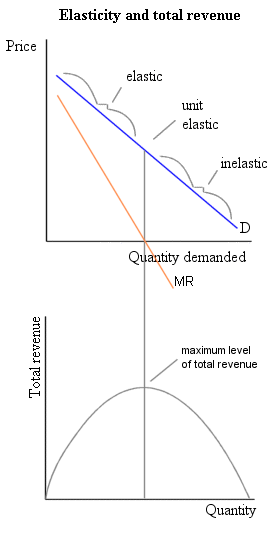 Elasticity and total revenue
Price
elastic
unit
elastic
inelastic
D
Quantity demanded
MR
Total revenue
maximum level
of total revenue
Quantity